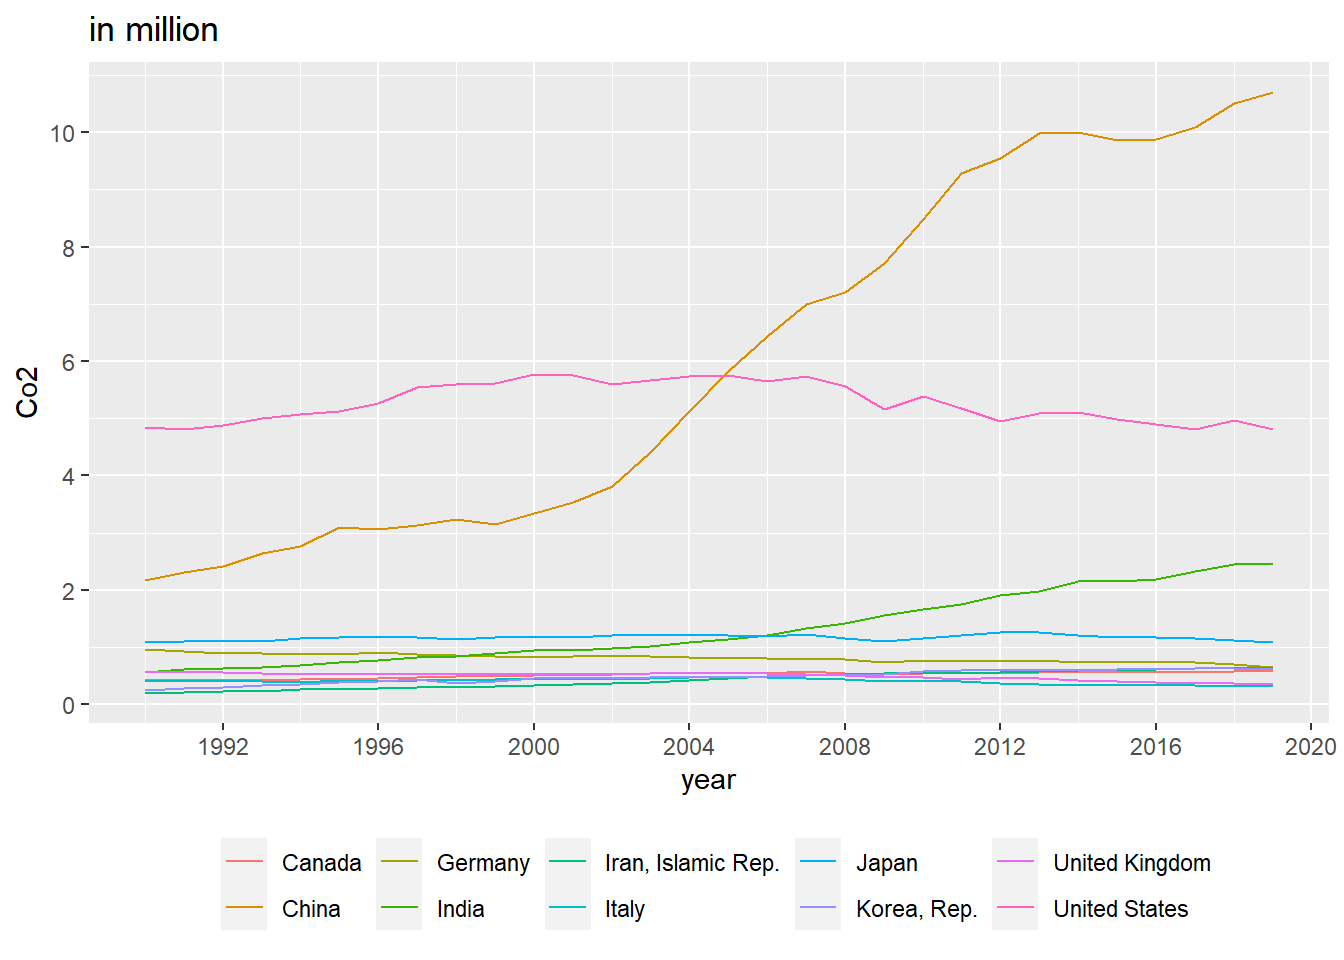 in million
10
8
6
4
2
0
Co2
1992 1996 2000 2004 2008 2012 2016 2020
year
Canada Germany Iran, Islamic Rep. Japan United Kingdom
China India Italy Korea, Rep. United States